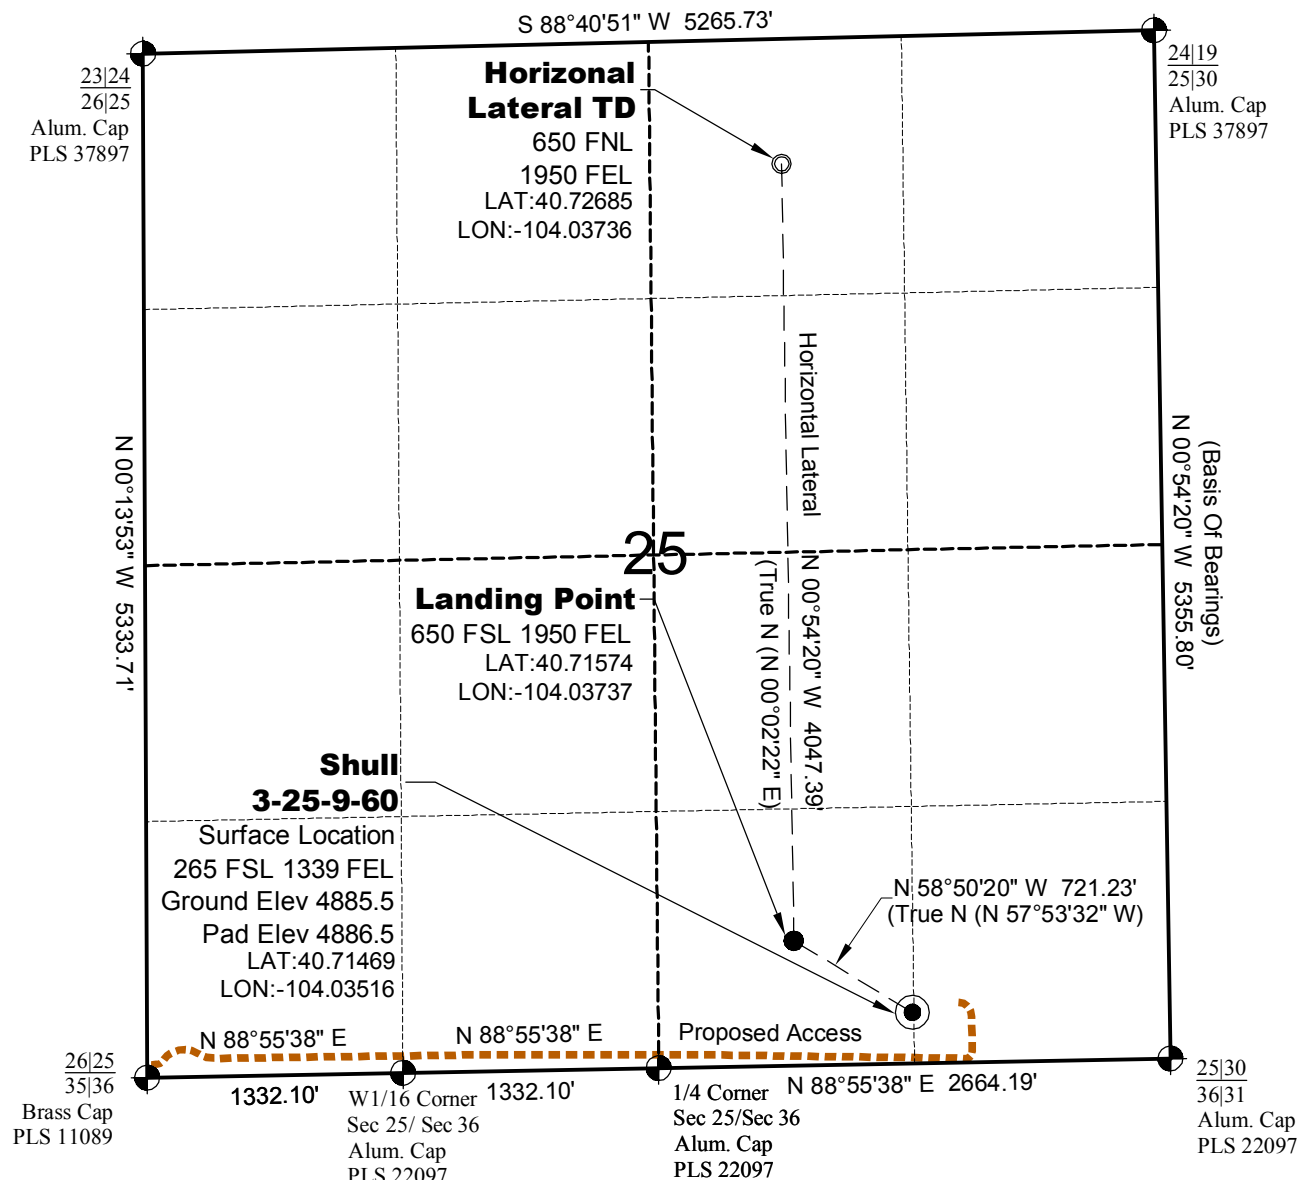 S 88°40'51" W 5265.73'
23|24
26|25
Alum. Cap
PLS 37897
24|19
25|30
Alum. Cap
PLS 37897
Horizonal
Lateral TD
650 FNL
1950 FEL
LAT:40.72685
LON:-104.03736
Horizontal Lateral
N 00°54'20" W 4047.39'
(True N (N 00°02'22" E)
N 00°13'53" W 5333.71'
(Basis Of Bearings)
N 00°54'20" W 5355.80'
25
Landing Point
650 FSL 1950 FEL
LAT:40.71574
LON:-104.03737
Shull
3-25-9-60
Surface Location
265 FSL 1339 FEL
Ground Elev 4885.5
Pad Elev 4886.5
LAT:40.71469
LON:-104.03516
N 58°50'20" W 721.23'
(True N (N 57°53'32" W)
N 88°55'38" E
N 88°55'38" E
Proposed Access
26|25
35|36
Brass Cap
PLS 11089
1332.10'
W1/16 Corner
Sec 25/ Sec 36
Alum. Cap
PLS 22097
1332.10'
1/4 Corner
Sec 25/Sec 36
Alum. Cap
PLS 22097
N 88°55'38" E 2664.19'
25|30
36|31
Alum. Cap
PLS 22097